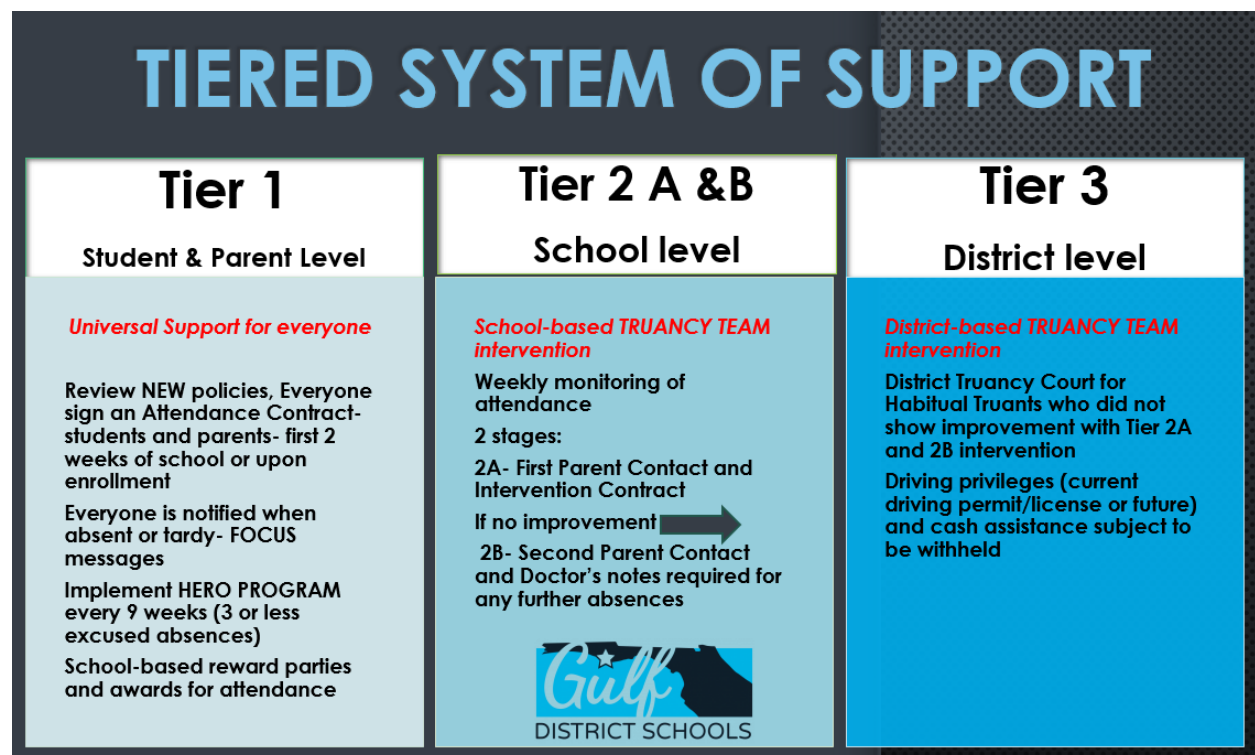 TIERED SYSTEM OF SUPPORT
Tier 1
Student & Parent Level
Universal Support for everyone
Review NEW policies, Everyone
sign an Attendance Contract-
students and parents- first 2
weeks of school or upon
enrollment
Everyone is notified when
absent or tardy- FOCUS
messages
Implement HERO PROGRAM
every 9 weeks (3 or less
excused absences)
School-based reward parties
and awards for attendance
Tier 2 A &B
School level
School-based TRUANCY TEAM
intervention
Weekly monitoring of
attendance
2 stages:
2A- First Parent Contact and
Intervention Contract
If no improvement
2B- Second Parent Contact
and Doctor's notes required for
any further absences
Gulf
DISTRICT SCHOOLS
Tier 3
District level
District-based TRUANCY TEAM
intervention
District Truancy Court for
Habitual Truants who did not
show improvement with Tier 2A
and 2B intervention
Driving privileges (current
driving permit/license or future)
and cash assistance subject to
be withheld